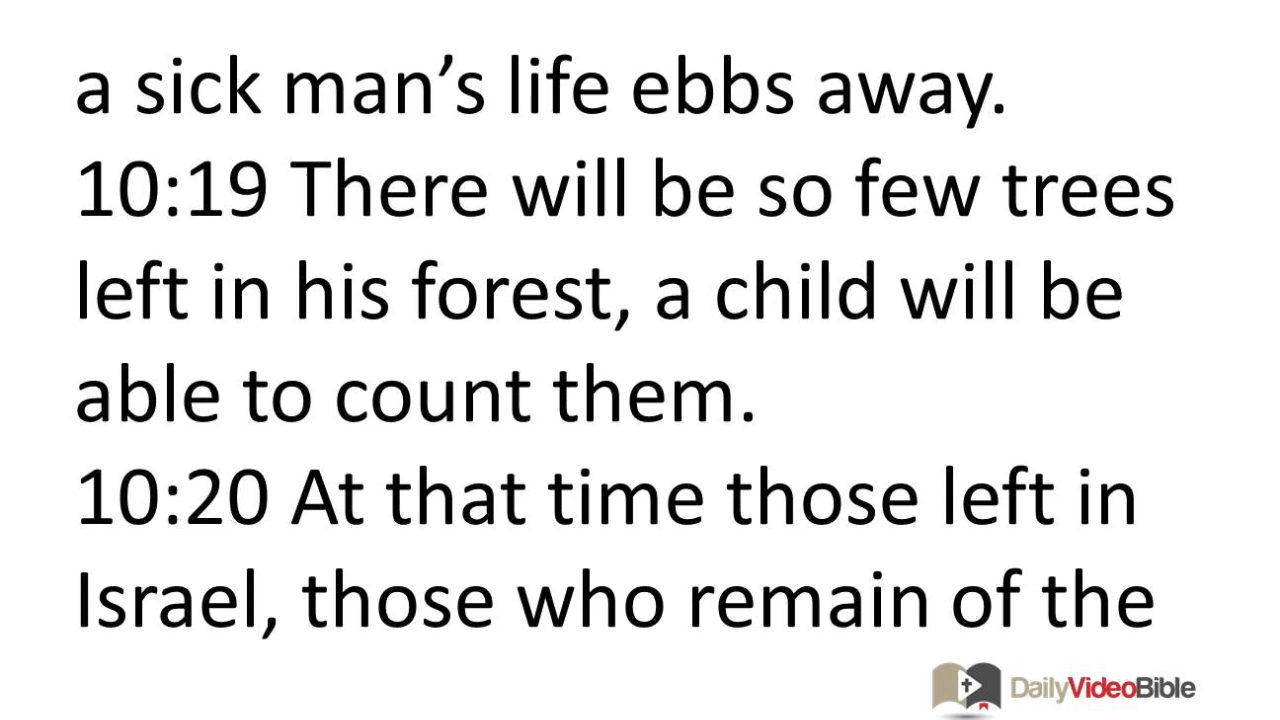 a sick man’s life ebbs away.
10:19 There will be so few trees
left in his forest, a child will be
able to count them.
10:20 At that time those left in
Israel, those who remain of the
DailyVideoBible